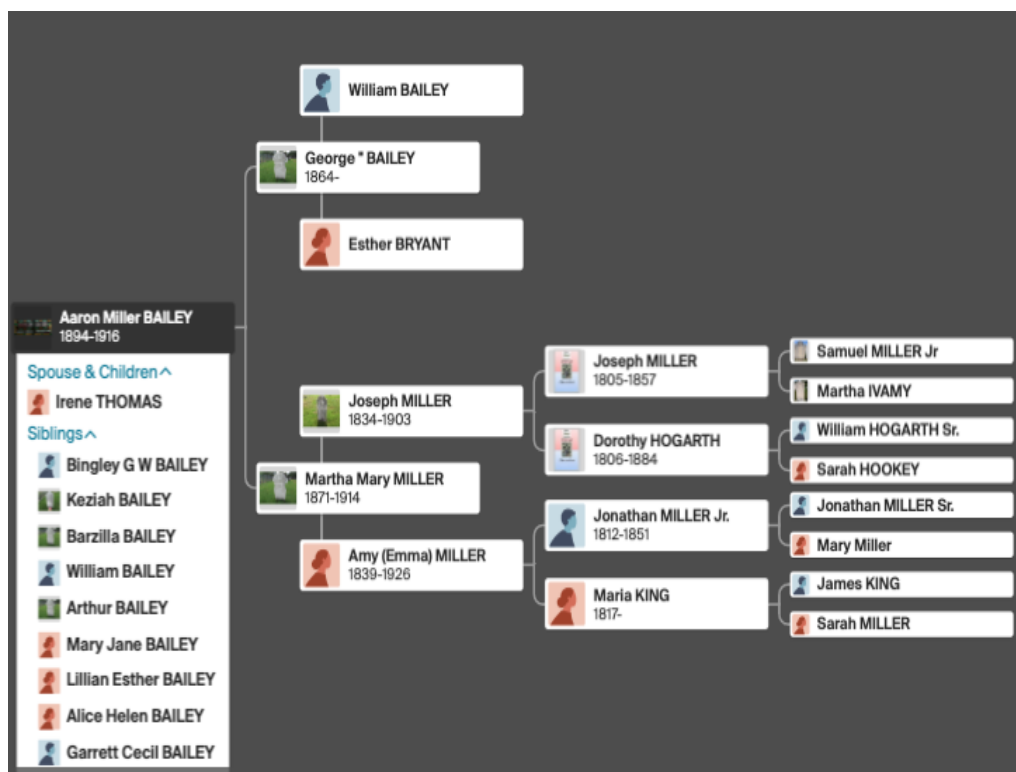 William BAILEY
George * BAILEY
1864-
Esther BRYANT
Aaron Miller BAILEY
1894-1916
Spouse & Children
Irene THOMAS
Siblings
Bingley G W BAILEY
Keziah BAILEY
Barzilla BAILEY
William BAILEY
Arthur BAILEY
Mary Jane BAILEY
Lillian Esther BAILEY
Alice Helen BAILEY
Garrett Cecil BAILEY
Joseph MILLER
1834-1903
Martha Mary MILLER
1871-1914
Amy (Emma) MILLER
1839-1926
Joseph MILLER
1805-1857
Dorothy HOGARTH
1806-1884
Jonathan MILLER Jr.
1812-1851
Maria KING
1817-
Samuel MILLER Jr
Martha IVAMY
William HOGARTH Sr.
Sarah HOOKEY
Jonathan MILLER Sr.
Mary Miller
James KING
Sarah MILLER